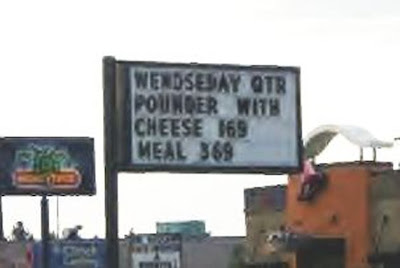 WENDSEDAY QTR
POUNDER WITH
CHEESE 169
MEAL 369